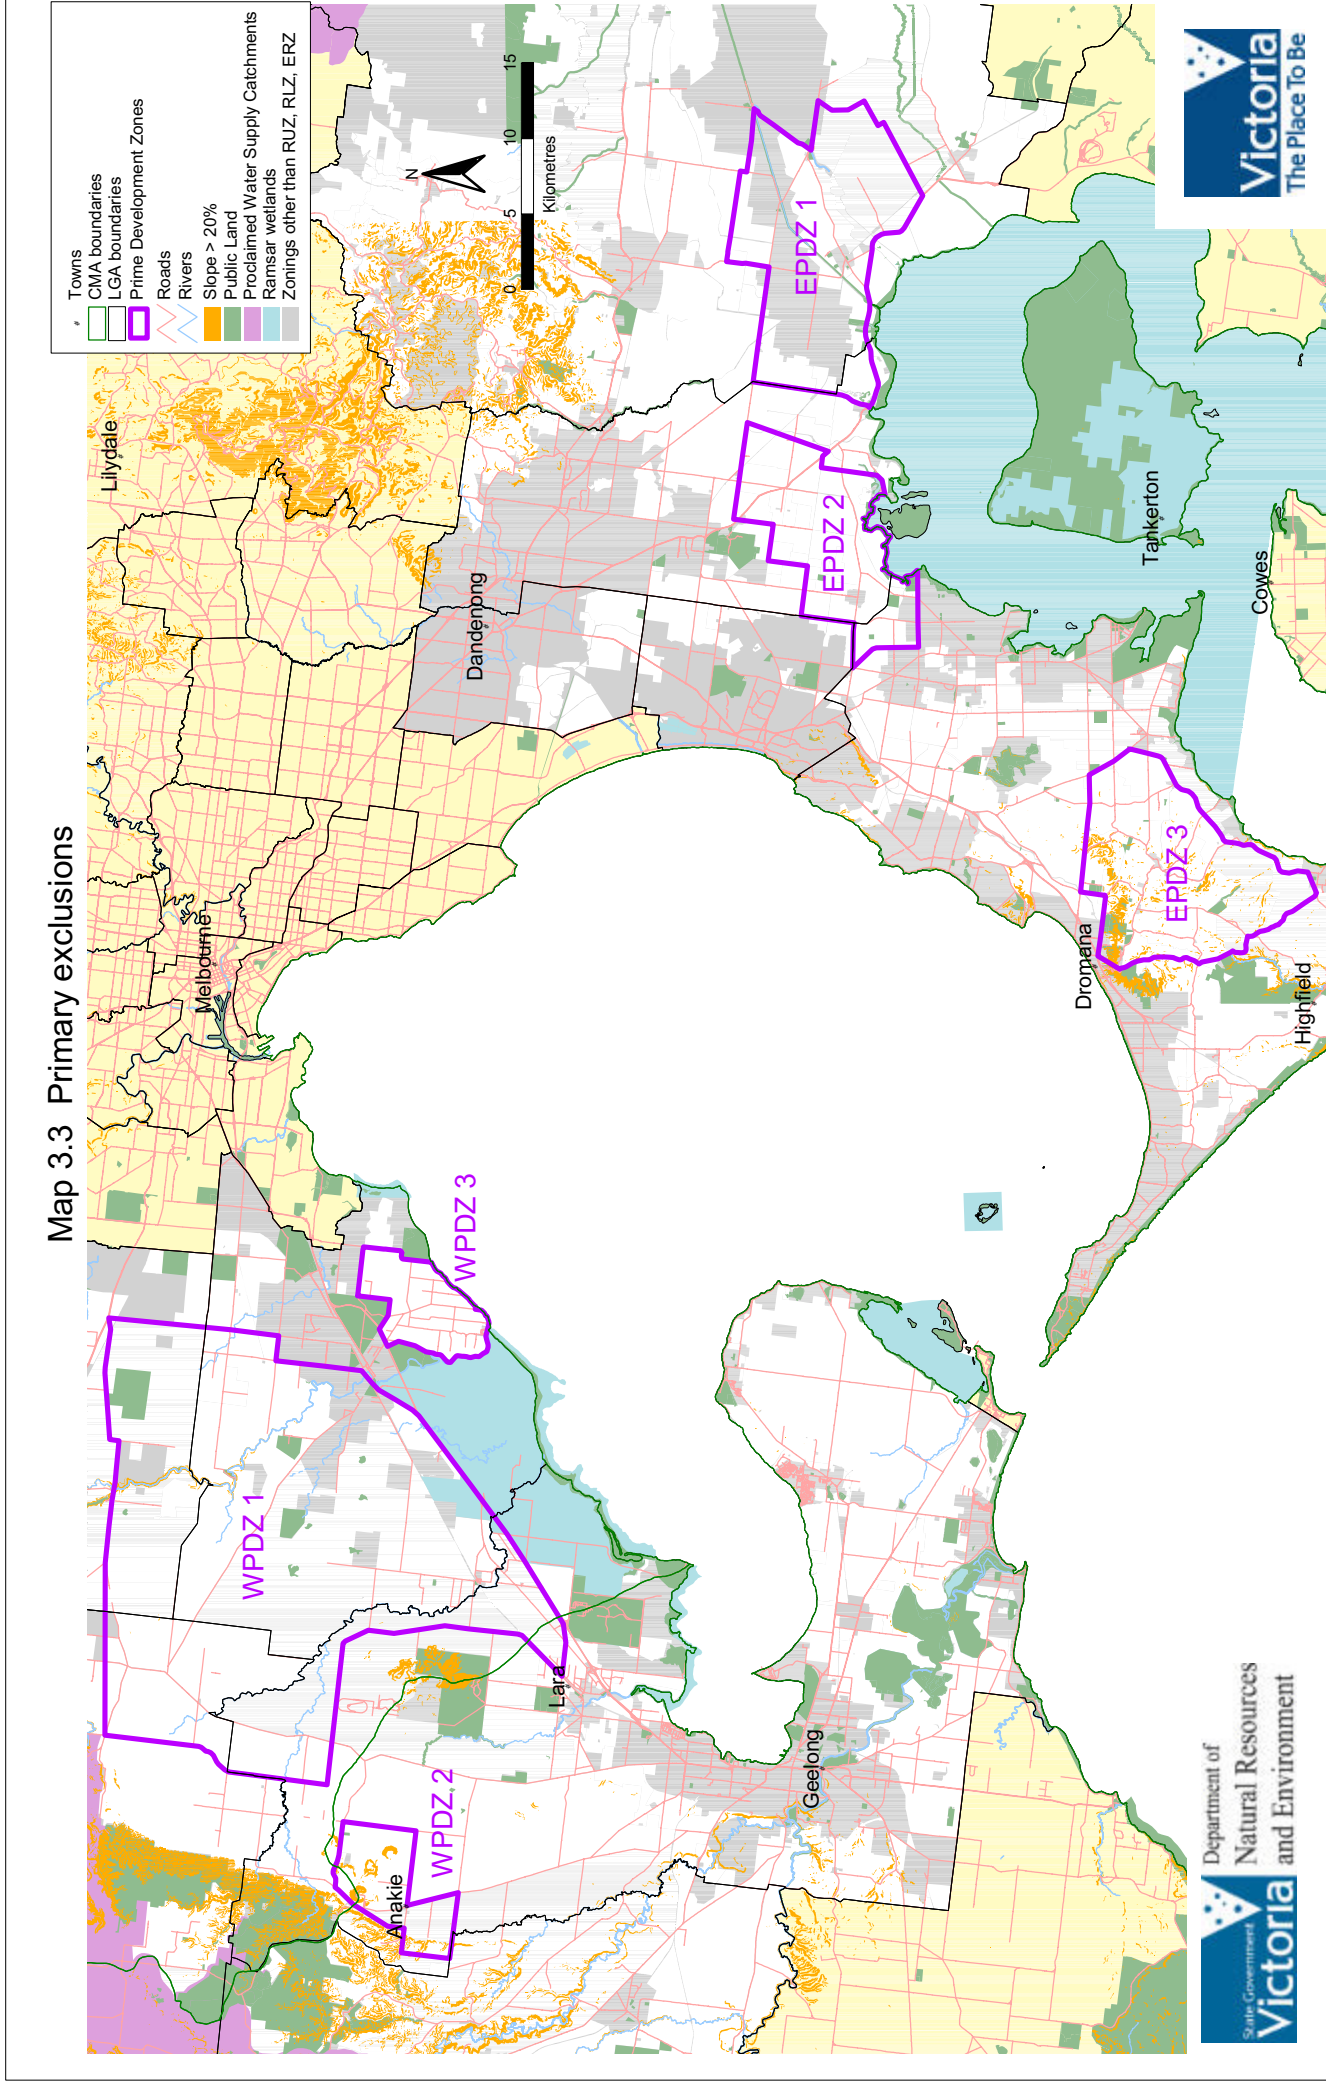 Map 3.3 Primary exclusions
# Towns
CMA boundaries
LGA boundaries
Prime Development Zones
Roads
Rivers
Slope > 20%
Public Land
Proclaimed Water Supply Catchments
Ramsar wetlands
Zonings other than RUZ, RLZ, ERZ
N
0 5 10 15
Kilometres
Lilydale
Melbourne
Dandenong
WPDZ 1
WPDZ 3
WPDZ 2
Anakie
Lara
Geelong
EPDZ 1
EPDZ 2
EPDZ 3
Dromana
Tankerton
Cowes
Highfield
State Government
Victoria
Department of
Natural Resources
and Environment
Victoria
The Place To Be